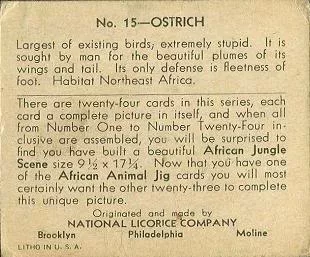 No. 15—OSTRICH
Largest of existing birds; extremely stupid. It is
sought by man for the beautiful plumes of its
wings and tail. Its only defense is fleetness of
foot. Habitat Northeast Africa.
There are twenty-four cards in this series, each
card a complete picture in itself, and when all
from Number One to Number Twenty-Four in-
clusive are assembled, you will be surprised to
find you have built a beautiful African Jungle
Scene size 9½ x 17¼. Now that you have one
of the African Animal Jig cards you will most
certainly want the other twenty-three to complete
this unique picture.
Originated and made by
NATIONAL LICORICE COMPANY
Brooklyn Philadelphia Moline
LITHO IN U. S. A.